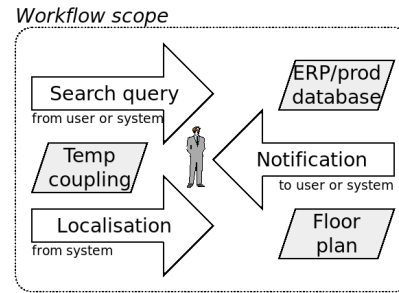 Workflow scope
Search query
from user or system
ERP/prod
database
Temp
coupling
Notification
to user or system
Localisation
from system
Floor
plan